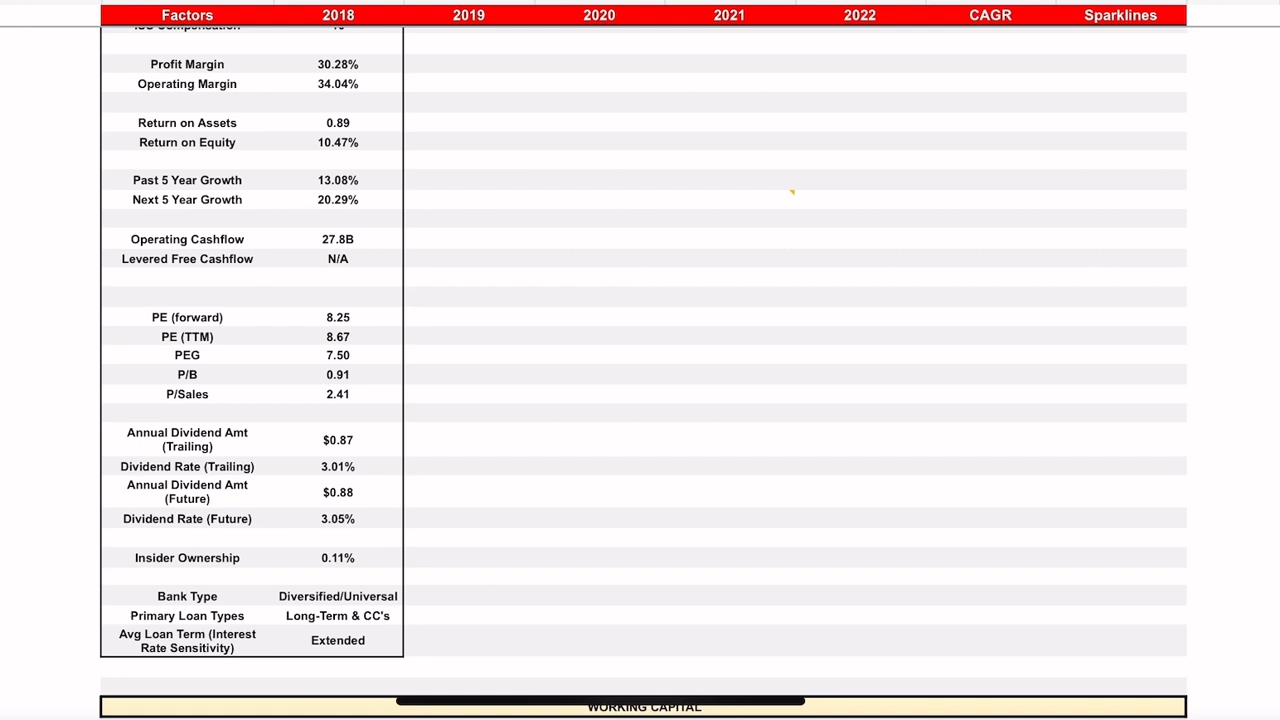 Factors 2018 2019 2020 2021 2022 CAGR Sparklines
Profit Margin 30.28%
Operating Margin 34.04%
Return on Assets 0.89
Return on Equity 10.47%
Past 5 Year Growth 13.08%
Next 5 Year Growth 20.29%
Operating Cashflow 27.8B
Levered Free Cashflow N/A
PE (forward) 8.25
PE (TTM) 8.67
PEG 7.50
P/B 0.91
P/Sales 2.41
Annual Dividend Amt
(Trailing) $0.87
Dividend Rate (Trailing) 3.01%
Annual Dividend Amt
(Future) $0.88
Dividend Rate (Future) 3.05%
Insider Ownership 0.11%
Bank Type Diversified/Universal
Primary Loan Types Long-Term & CC's
Avg Loan Term (Interest
Rate Sensitivity) Extended
WORKING CAPITAL